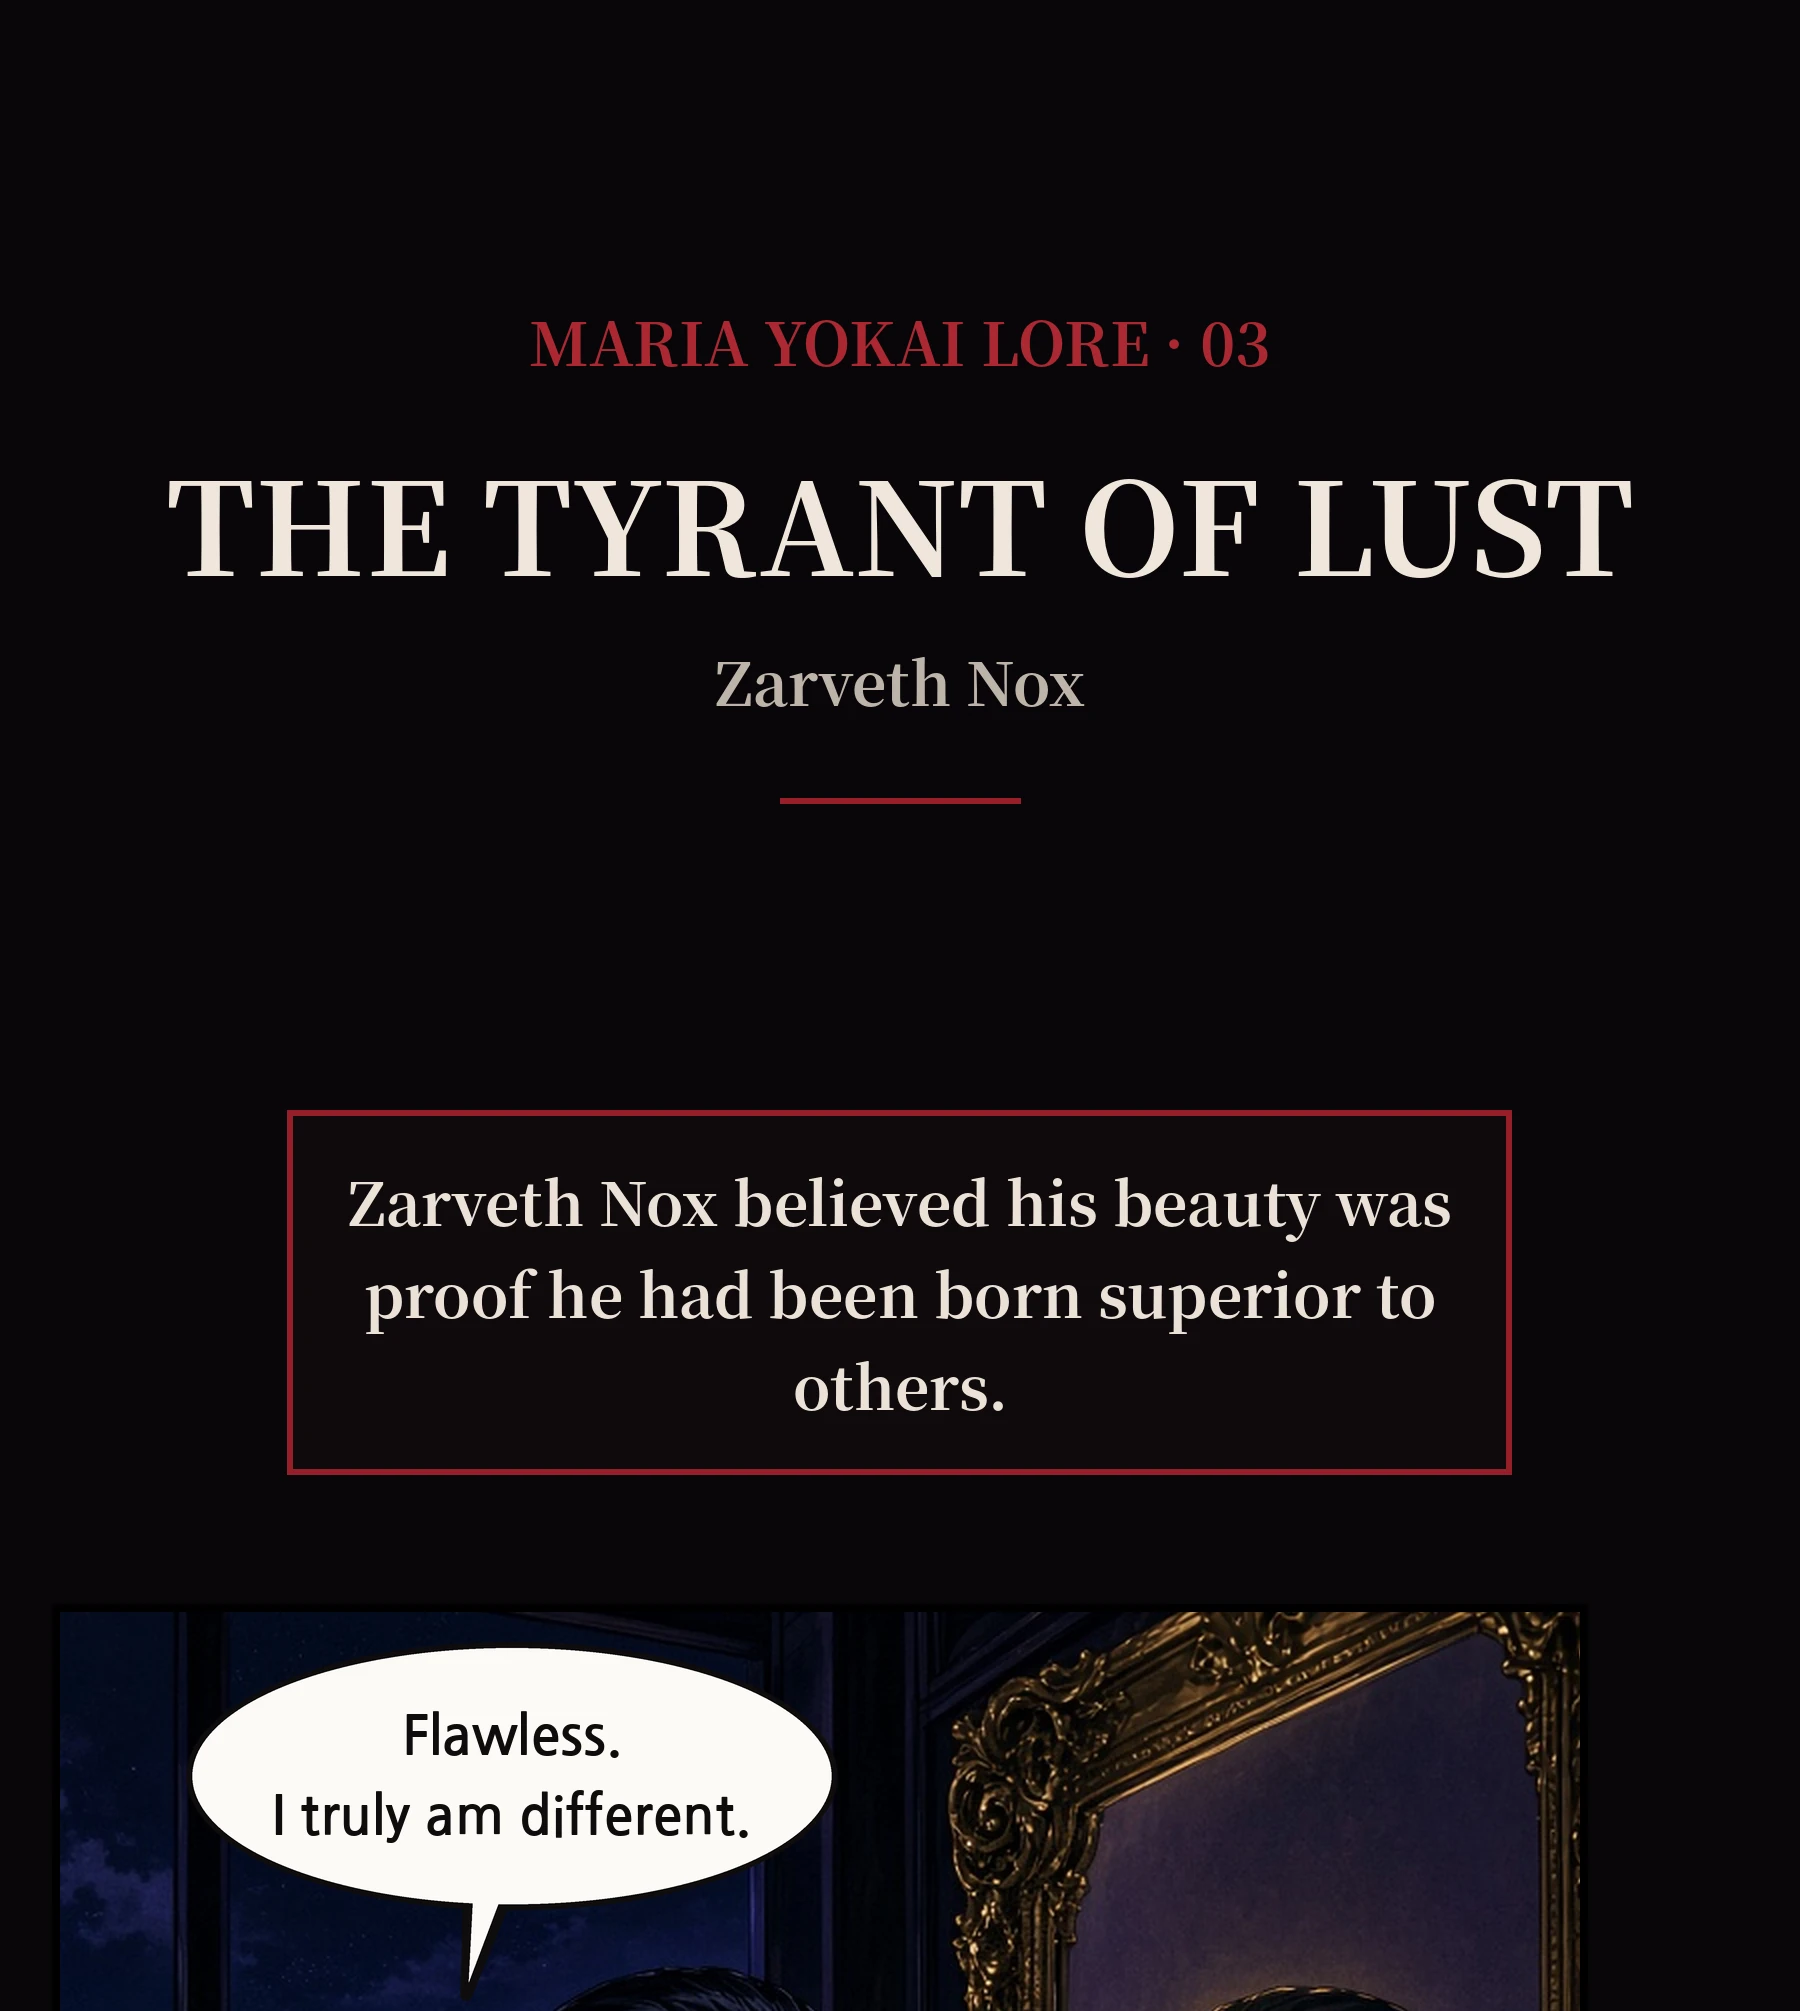 MARIA YOKAI LORE · 03
THE TYRANT OF LUST
Zarveth Nox
Zarveth Nox believed his beauty was
proof he had been born superior to
others.
Flawless.
I truly am different.